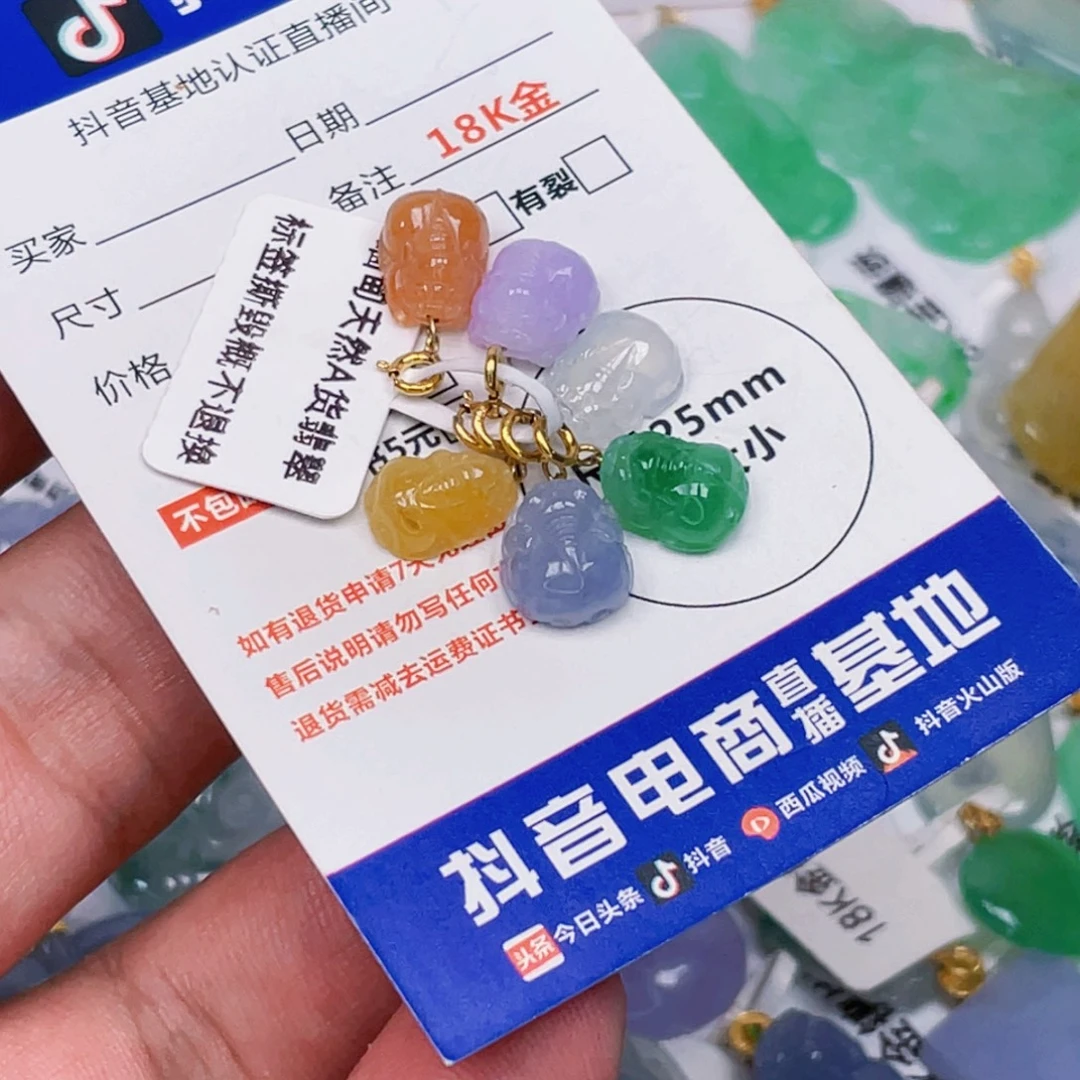 抖音基地认证直播间
日期
18K金
买家
备注
尺寸
有裂
价格
标签撕毁概不退换
天然A货翡翠
5元
25mm
小
不包
如有退货申请7天
售后说明请勿写任何
退货需减去运费证书
抖音电商直播基地
头条 今日头条 抖音 西瓜视频 抖音火山版
18K金